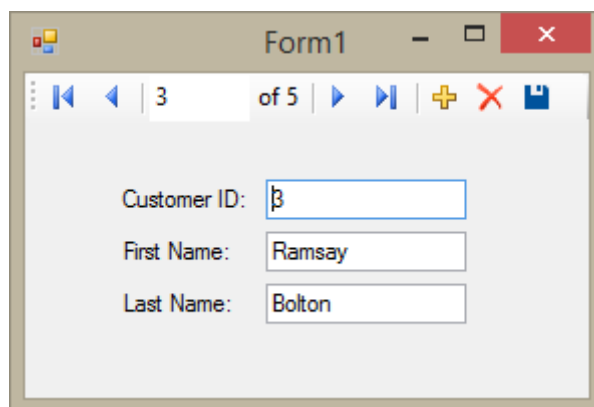 Form1
3 of 5
Customer ID: 3
First Name: Ramsay
Last Name: Bolton